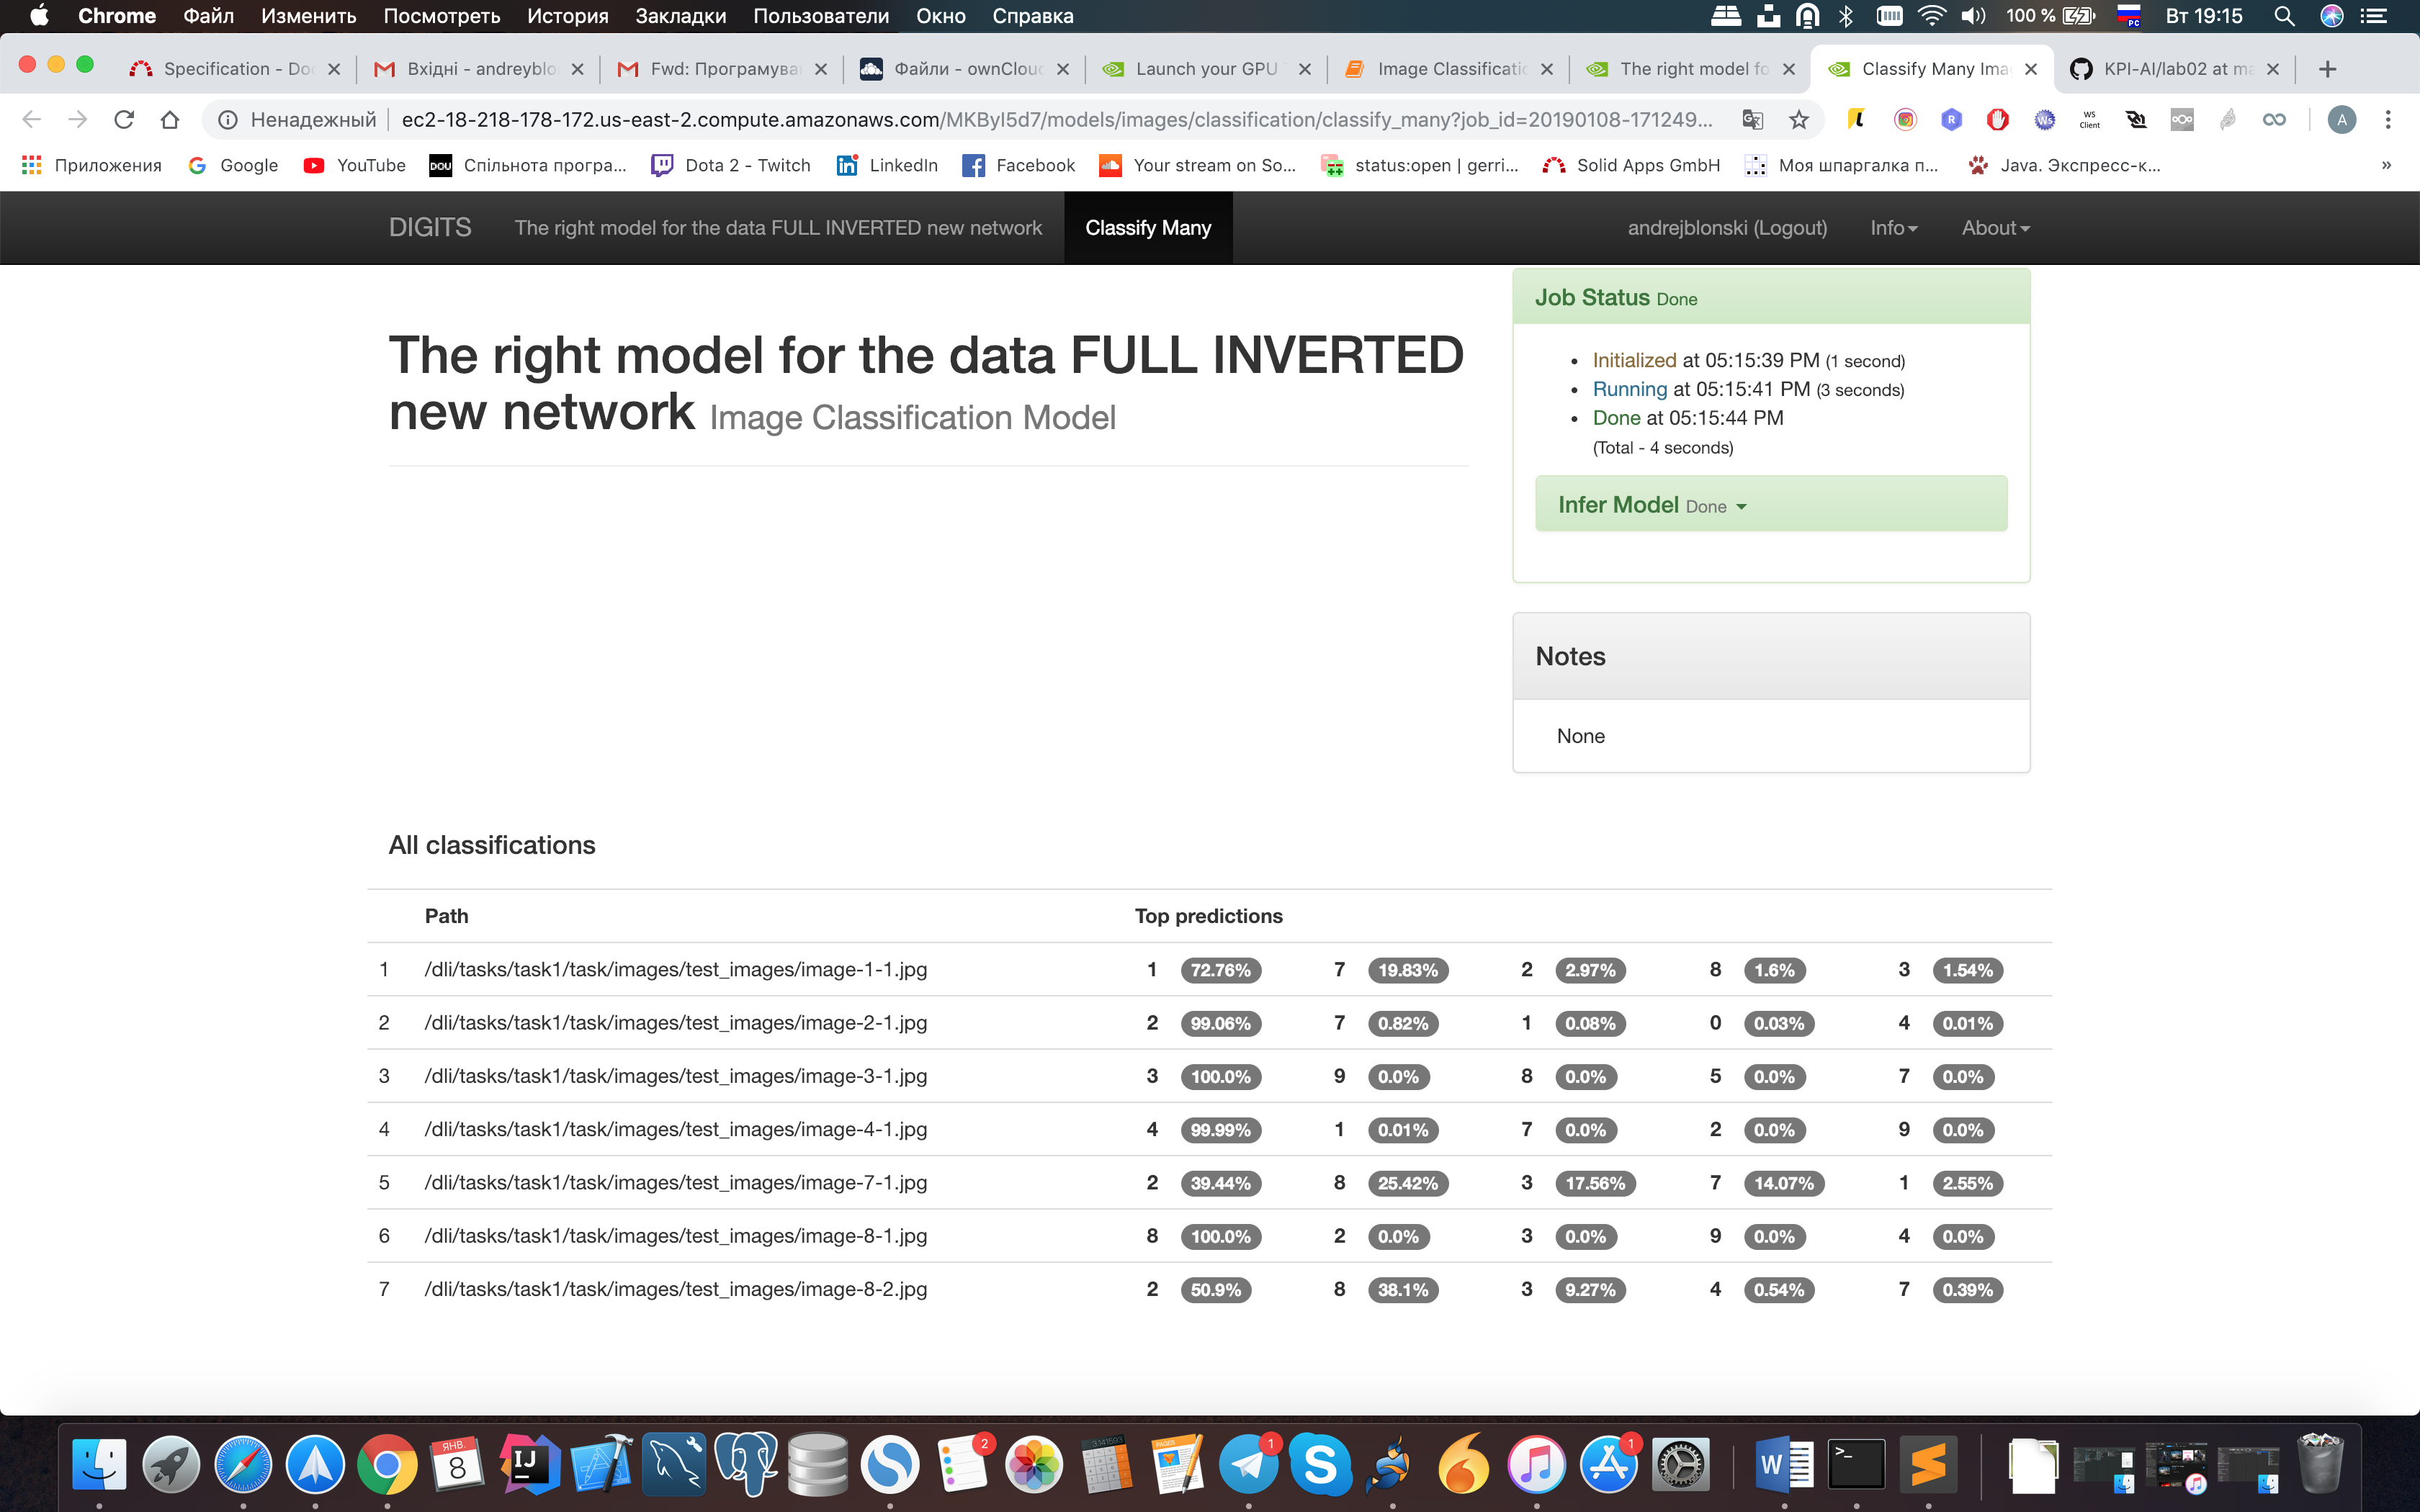 Chrome Файл Изменить Посмотреть История Закладки Пользователи Окно Справка 100 % РС Вт 19:15
Specification - Doc Вхідні - andreyblo Fwd: Програмува Файли - ownClou Launch your GPU Image Classificatio The right model fo Classify Many Ima KPI-AI/lab02 at ma
Ненадежный ec2-18-218-178-172.us-east-2.compute.amazonaws.com/MKByI5d7/models/images/classification/classify_many?job_id=20190108-171249... WS Client A
Приложения Google YouTube DOU Спільнота програ... Dota 2 - Twitch LinkedIn Facebook Your stream on So... status:open | gerri... Solid Apps GmbH Моя шпаргалка п... Java. Экспресс-к... »
DIGITS The right model for the data FULL INVERTED new network Classify Many andrejblonski (Logout) Info About
The right model for the data FULL INVERTED
new network Image Classification Model
Job Status Done
Initialized at 05:15:39 PM (1 second)
Running at 05:15:41 PM (3 seconds)
Done at 05:15:44 PM
(Total - 4 seconds)
Infer Model Done
Notes
None
All classifications
Path Top predictions
1 /dli/tasks/task1/task/images/test_images/image-1-1.jpg 1 72.76% 7 19.83% 2 2.97% 8 1.6% 3 1.54%
2 /dli/tasks/task1/task/images/test_images/image-2-1.jpg 2 99.06% 7 0.82% 1 0.08% 0 0.03% 4 0.01%
3 /dli/tasks/task1/task/images/test_images/image-3-1.jpg 3 100.0% 9 0.0% 8 0.0% 5 0.0% 7 0.0%
4 /dli/tasks/task1/task/images/test_images/image-4-1.jpg 4 99.99% 1 0.01% 7 0.0% 2 0.0% 9 0.0%
5 /dli/tasks/task1/task/images/test_images/image-7-1.jpg 2 39.44% 8 25.42% 3 17.56% 7 14.07% 1 2.55%
6 /dli/tasks/task1/task/images/test_images/image-8-1.jpg 8 100.0% 2 0.0% 3 0.0% 9 0.0% 4 0.0%
7 /dli/tasks/task1/task/images/test_images/image-8-2.jpg 2 50.9% 8 38.1% 3 9.27% 4 0.54% 7 0.39%
ЯНВ. 8 IJ 2 3.141593 PAGES 1 S 1 W >_ S